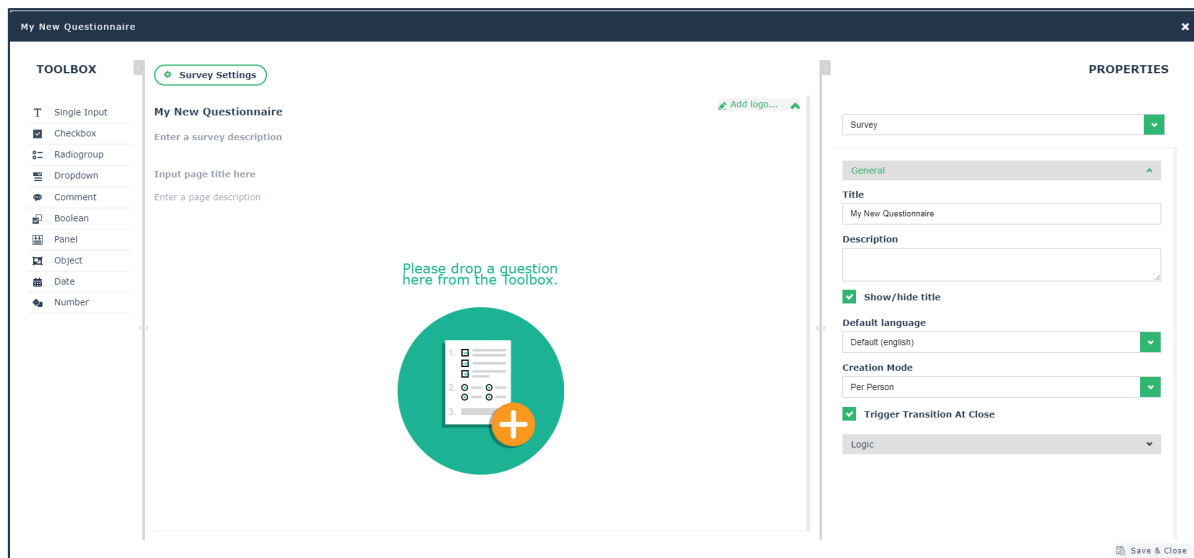 My New Questionnaire
TOOLBOX
Single Input
Checkbox
Radiogroup
Dropdown
Comment
Boolean
Panel
Object
Date
Number
Survey Settings
My New Questionnaire
Add logo...
Enter a survey description
Input page title here
Enter a page description
Please drop a question
here from the Toolbox.
1.
2.
3.
PROPERTIES
Survey
General
Title
My New Questionnaire
Description
Show/hide title
Default language
Default (english)
Creation Mode
Per Person
Trigger Transition At Close
Logic
Save & Close